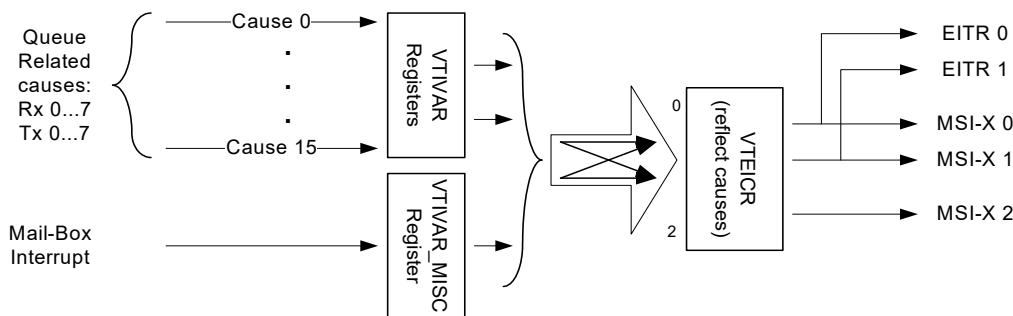 Queue
Related
causes:
Rx 0...7
Tx 0...7
Cause 0
.
.
.
Cause 15
VTIVAR
Registers
Mail-Box
Interrupt
VTIVAR_MISC
Register
0
2
VTEICR
(reflect causes)
EITR 0
EITR 1
MSI-X 0
MSI-X 1
MSI-X 2